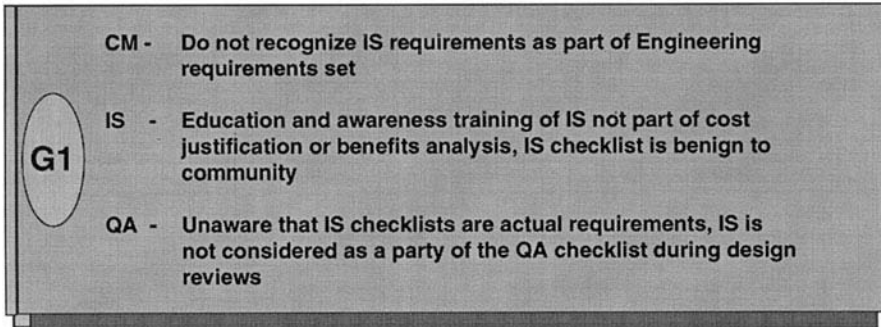 CM - Do not recognize IS requirements as part of Engineering
requirements set
IS - Education and awareness training of IS not part of cost
justification or benefits analysis, IS checklist is benign to
community
G1
QA - Unaware that IS checklists are actual requirements, IS is
not considered as a party of the QA checklist during design
reviews